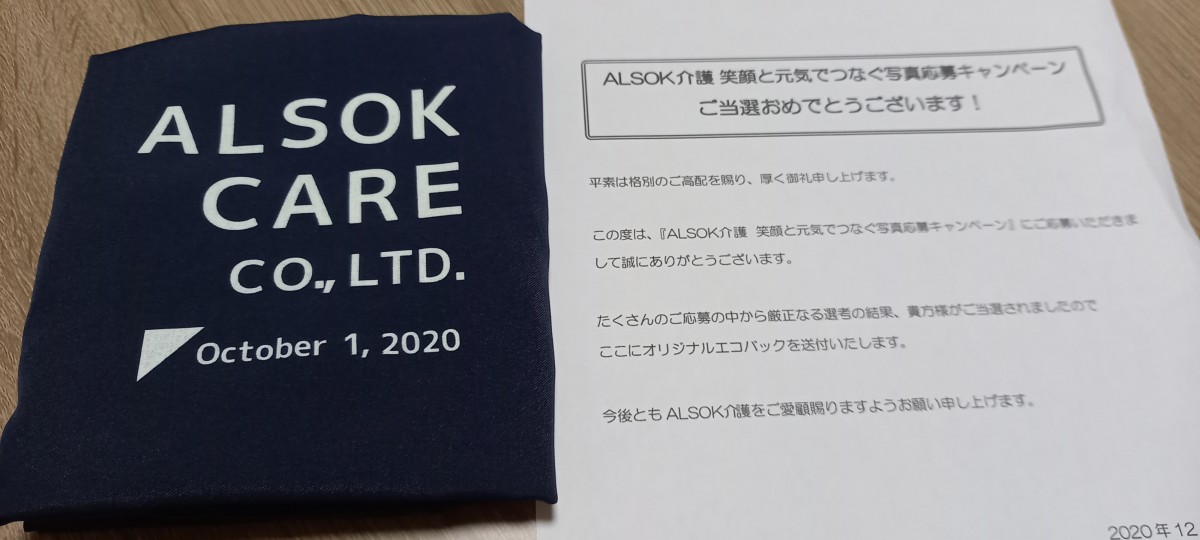 ALSOK
CARE
CO., LTD.
October 1, 2020
ALSOK介護 笑顔と元気でつなぐ写真応募キャンペーン
ご当選おめでとうございます！
平素は格別のご高配を賜り、厚く御礼申し上げます。
この度は、『ALSOK介護 笑顔と元気でつなぐ写真応募キャンペーン』にご応募いただきま
して誠にありがとうございます。
たくさんのご応募の中から厳正なる選考の結果、貴方様がご当選されましたので
ここにオリジナルエコバックを送付いたします。
今後とも ALSOK介護をご愛顧賜りますようお願い申し上げます。
2020年12